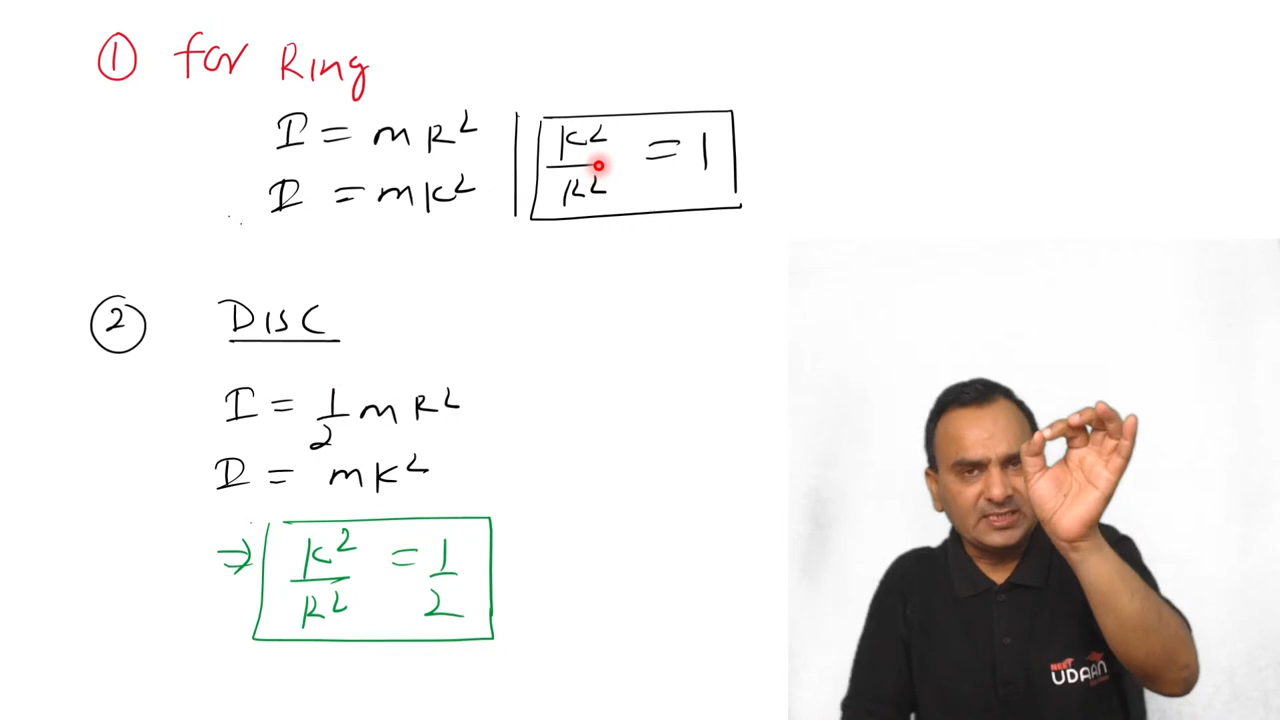 ① For Ring
I = mR²
I = mK²
K²/R² = 1
② DISC
I = 1/2 mR²
I = mK²
⇒ K²/R² = 1/2
NEET
UDAAN